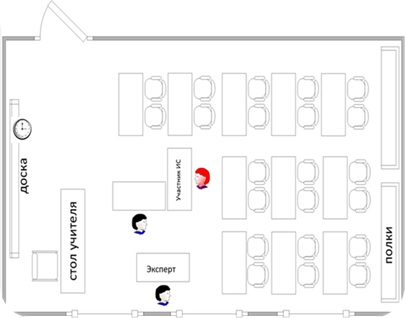 доска
стол учителя
Участник ИС
Эксперт
полки